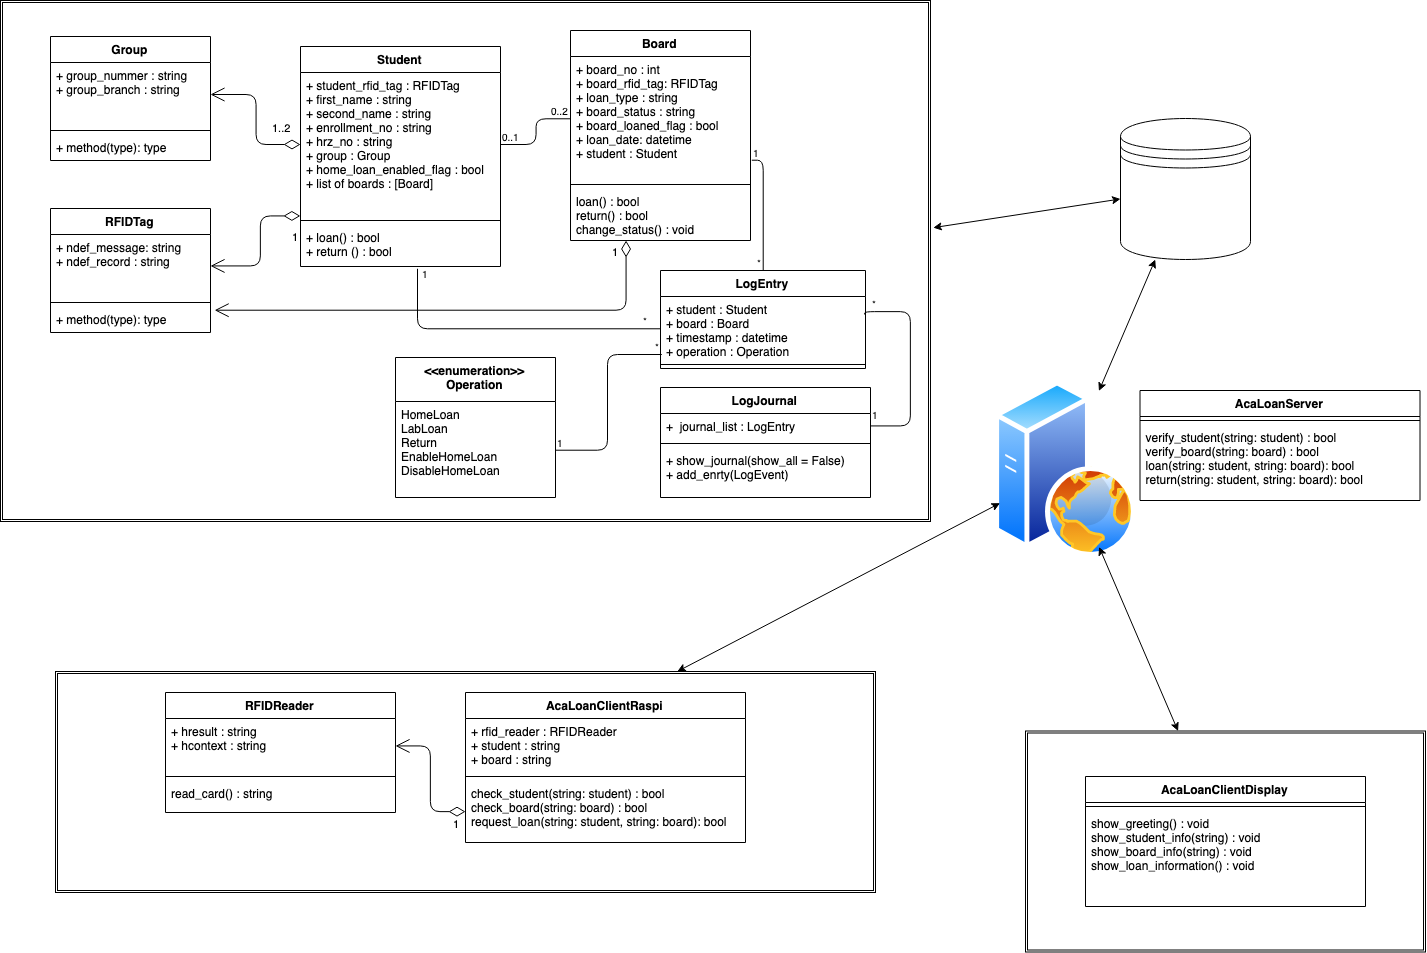 Group
+ group_nummer : string
+ group_branch : string
+ method(type): type
1..2
Student
+ student_rfid_tag : RFIDTag
+ first_name : string
+ second_name : string
+ enrollment_no : string
+ hrz_no : string
+ group : Group
+ home_loan_enabled_flag : bool
+ list of boards : [Board]
+ loan() : bool
+ return () : bool
0..1
0..2
Board
+ board_no : int
+ board_rfid_tag: RFIDTag
+ loan_type : string
+ board_status : string
+ board_loaned_flag : bool
+ loan_date: datetime
+ student : Student
loan() : bool
return() : bool
change_status() : void
1
RFIDTag
+ ndef_message: string
+ ndef_record : string
+ method(type): type
1
1
1
*
*
*
*
LogEntry
+ student : Student
+ board : Board
+ timestamp : datetime
+ operation : Operation
<<enumeration>>
Operation
HomeLoan
LabLoan
Return
EnableHomeLoan
DisableHomeLoan
1
LogJournal
+  journal_list : LogEntry
+ show_journal(show_all = False)
+ add_enrty(LogEvent)
1
AcaLoanServer
verify_student(string: student) : bool
verify_board(string: board) : bool
loan(string: student, string: board): bool
return(string: student, string: board): bool
RFIDReader
+ hresult : string
+ hcontext : string
read_card() : string
AcaLoanClientRaspi
+ rfid_reader : RFIDReader
+ student : string
+ board : string
check_student(string: student) : bool
check_board(string: board) : bool
request_loan(string: student, string: board): bool
1
AcaLoanClientDisplay
show_greeting() : void
show_student_info(string) : void
show_board_info(string) : void
show_loan_information() : void